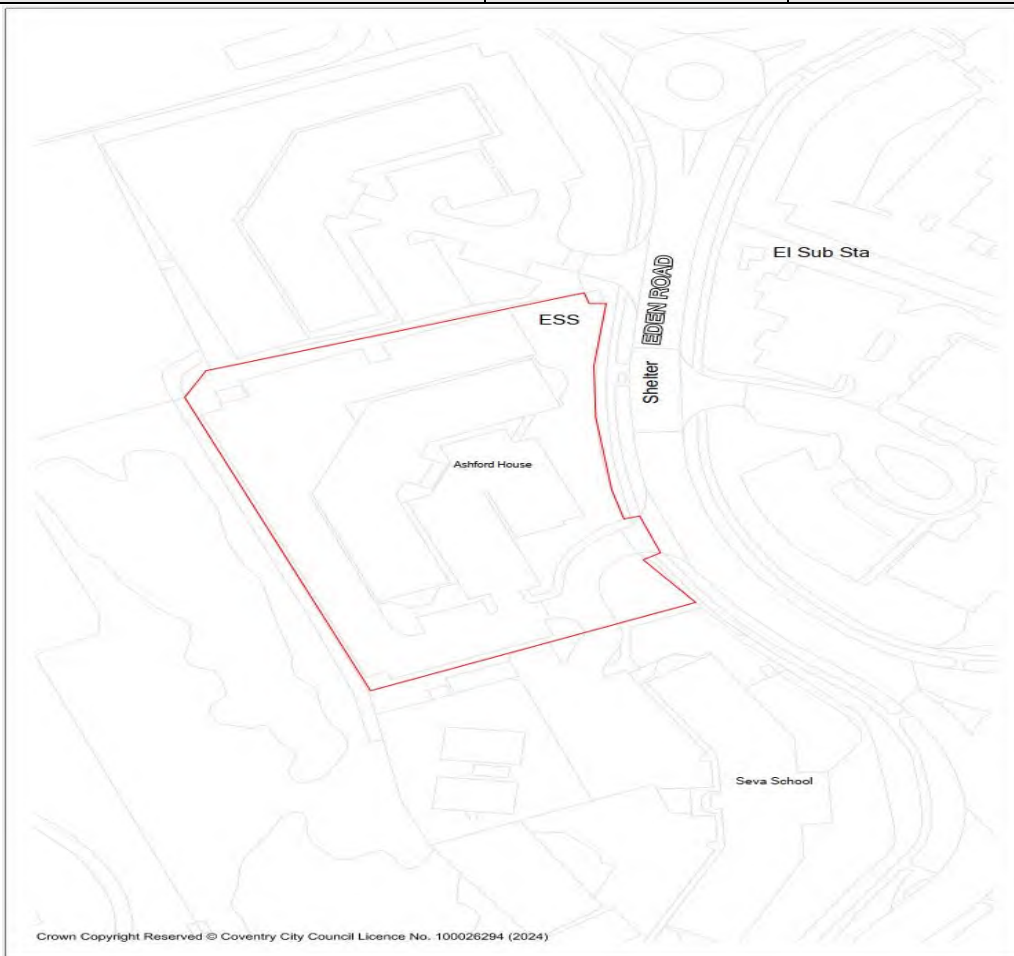 El Sub Sta
EDEN ROAD
ESS
Shelter
Ashford House
Seva School
Crown Copyright Reserved © Coventry City Council Licence No. 100026294 (2024)